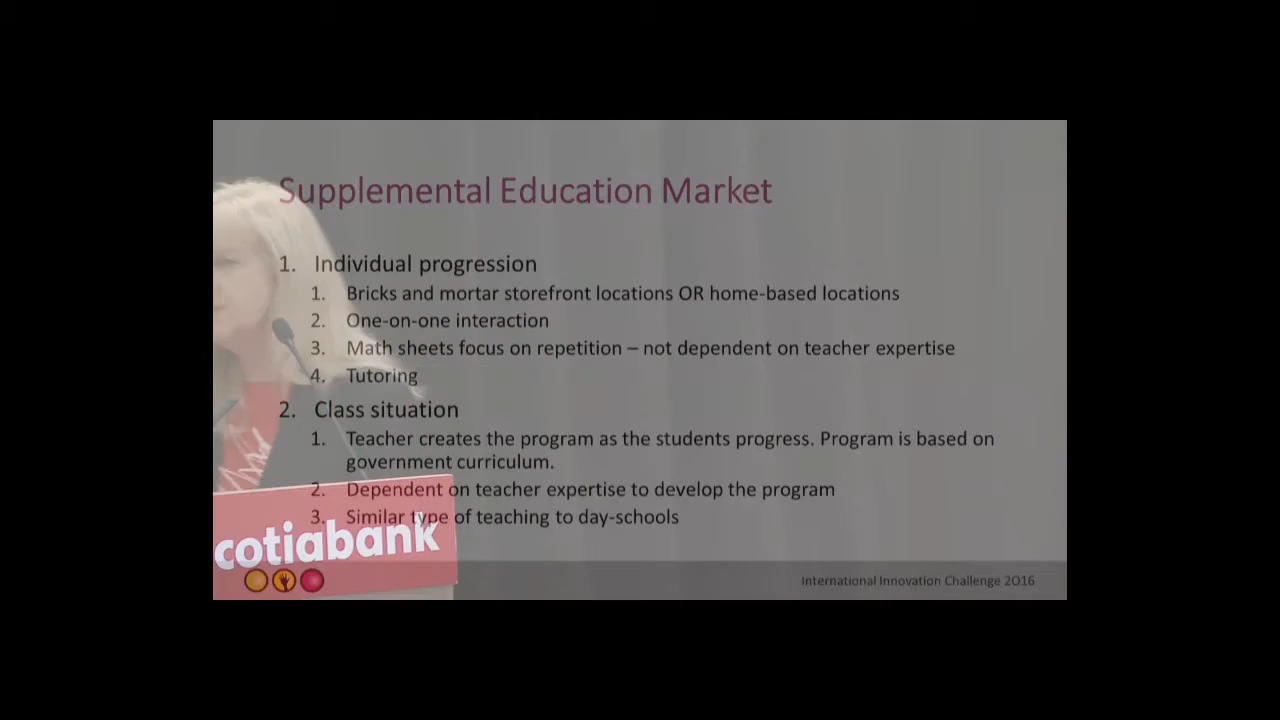 Supplemental Education Market
1. Individual progression
1. Bricks and mortar storefront locations OR home-based locations
2. One-on-one interaction
3. Math sheets focus on repetition – not dependent on teacher expertise
4. Tutoring
2. Class situation
1. Teacher creates the program as the students progress. Program is based on
government curriculum.
2. Dependent on teacher expertise to develop the program
3. Similar type of teaching to day-schools
cotiabank
International Innovation Challenge 2016